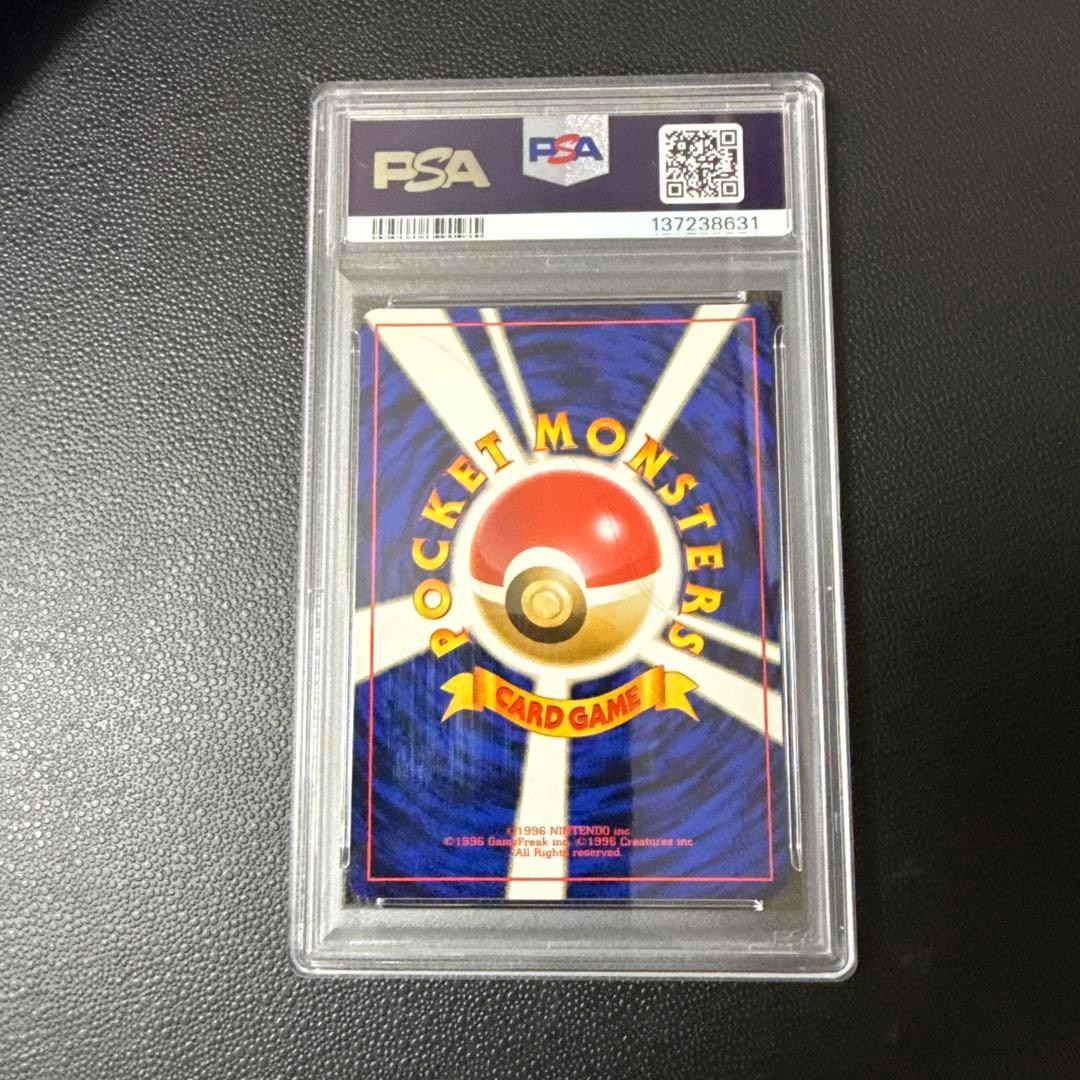 PSA
PSA
137238631
POCKET MONSTERS
CARD GAME
©1996 NINTENDO inc.
©1996 GameFreak inc. ©1996 Creatures inc
All Rights reserved.